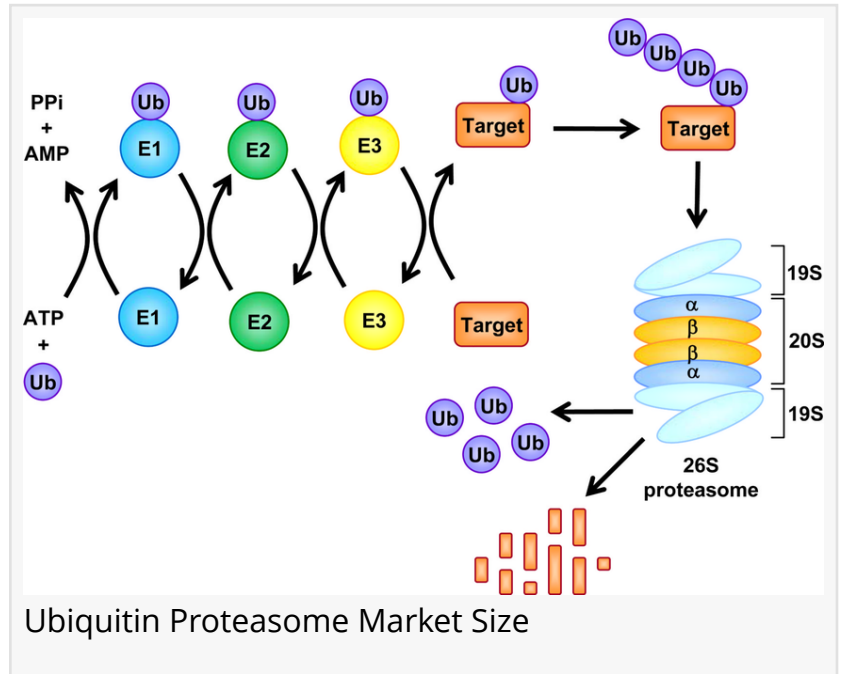 Ub
Ub
Ub
Ub
Ub
Ub
Ub
Ub
PPi
+
AMP
E1
E2
E3
Target
Target
19S
α
β
β
α
20S
19S
ATP
+
Ub
E1
E2
E3
Target
Ub
Ub
Ub
Ub
26S
proteasome
Ubiquitin Proteasome Market Size